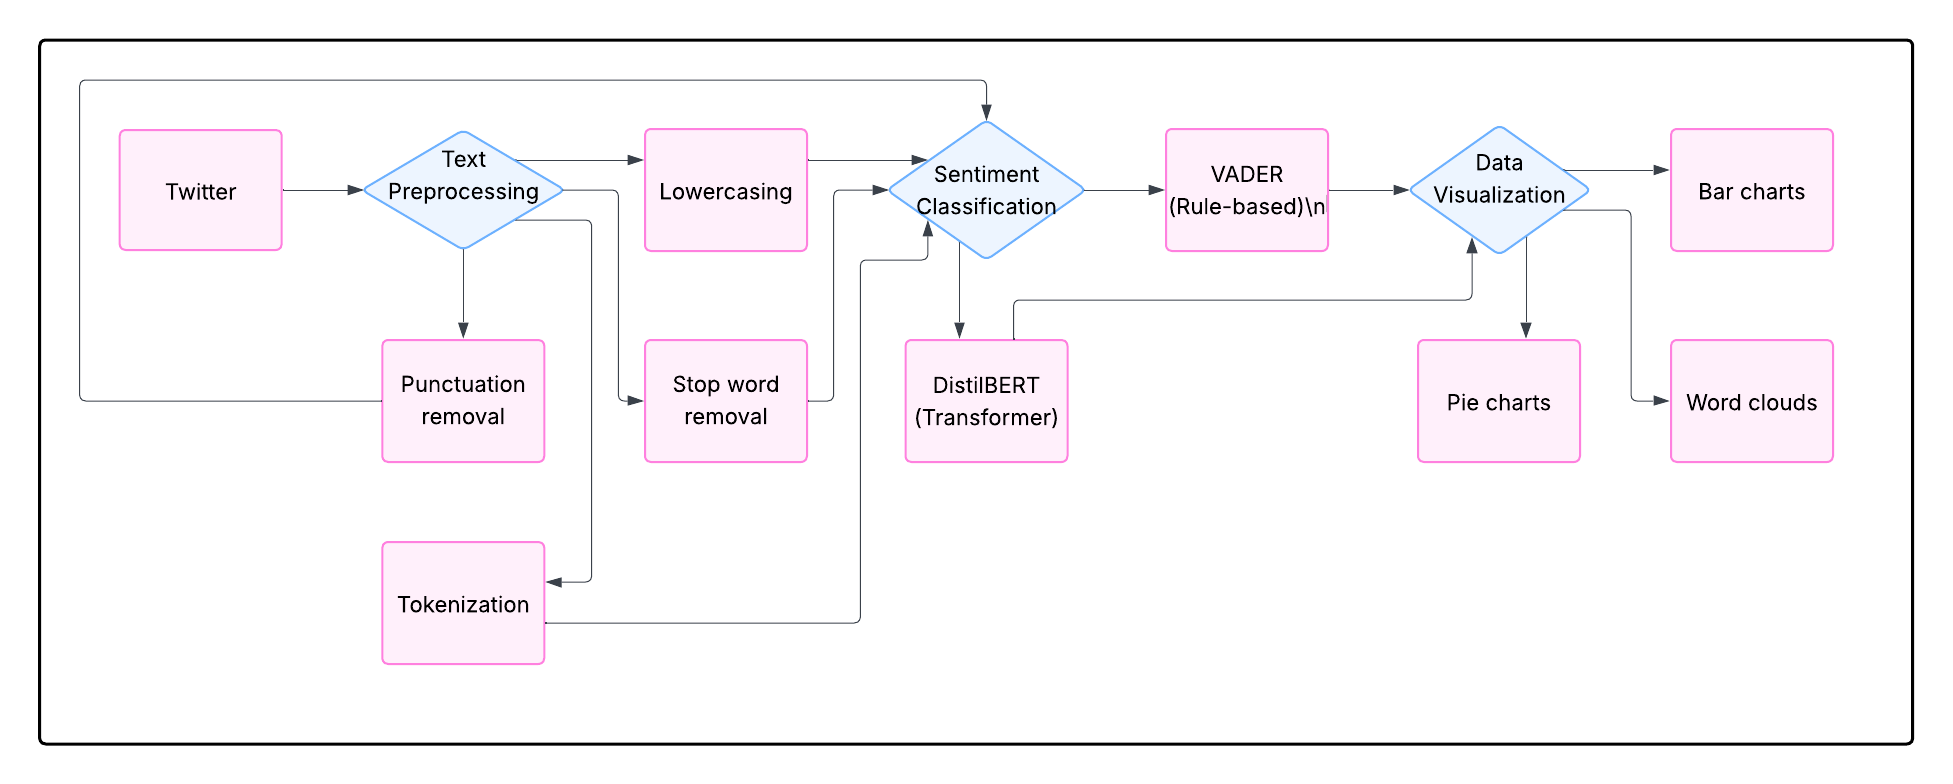 Twitter
Text
Preprocessing
Lowercasing
Sentiment
Classification
VADER
(Rule-based)\n
Data
Visualization
Bar charts
Punctuation
removal
Stop word
removal
DistilBERT
(Transformer)
Pie charts
Word clouds
Tokenization